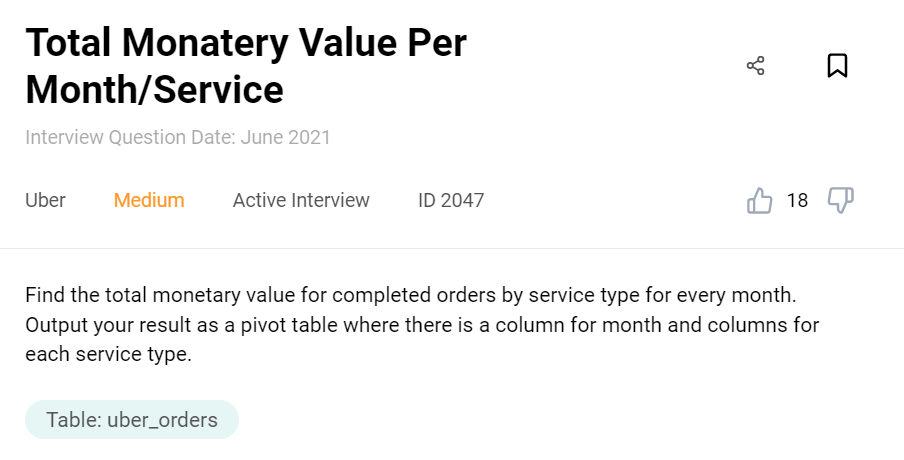 Total Monatery Value Per
Month/Service
Interview Question Date: June 2021
Uber Medium Active Interview ID 2047 18
Find the total monetary value for completed orders by service type for every month.
Output your result as a pivot table where there is a column for month and columns for
each service type.
Table: uber_orders